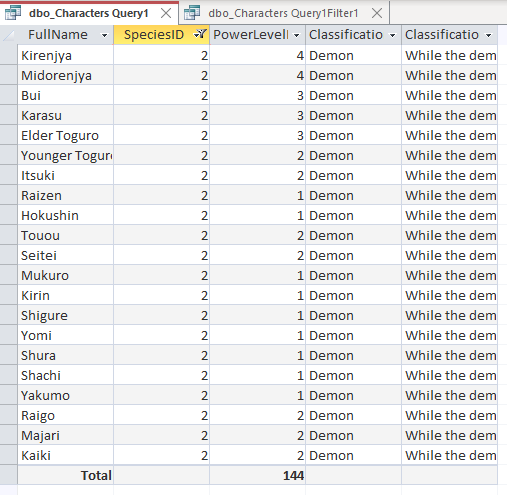 dbo_Characters Query1 dbo_Characters Query1Filter1
FullName SpeciesID PowerLevelI Classificatio Classificatio
Kirenjya 2 4 Demon While the dem
Midorenjya 2 4 Demon While the dem
Bui 2 3 Demon While the dem
Karasu 2 3 Demon While the dem
Elder Toguro 2 3 Demon While the dem
Younger Togur 2 2 Demon While the dem
Itsuki 2 2 Demon While the dem
Raizen 2 1 Demon While the dem
Hokushin 2 1 Demon While the dem
Touou 2 2 Demon While the dem
Seitei 2 2 Demon While the dem
Mukuro 2 1 Demon While the dem
Kirin 2 1 Demon While the dem
Shigure 2 1 Demon While the dem
Yomi 2 1 Demon While the dem
Shura 2 1 Demon While the dem
Shachi 2 1 Demon While the dem
Yakumo 2 1 Demon While the dem
Raigo 2 2 Demon While the dem
Majari 2 2 Demon While the dem
Kaiki 2 2 Demon While the dem
Total 144